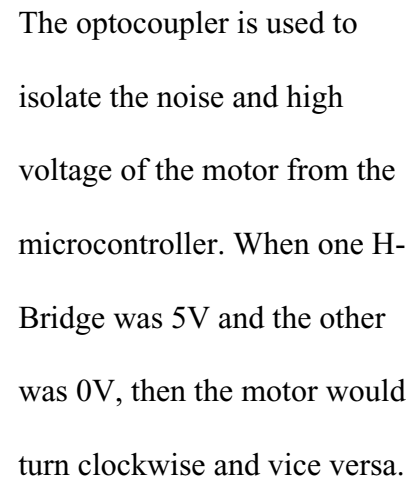 The optocoupler is used to
isolate the noise and high
voltage of the motor from the
microcontroller. When one H-
Bridge was 5V and the other
was 0V, then the motor would
turn clockwise and vice versa.